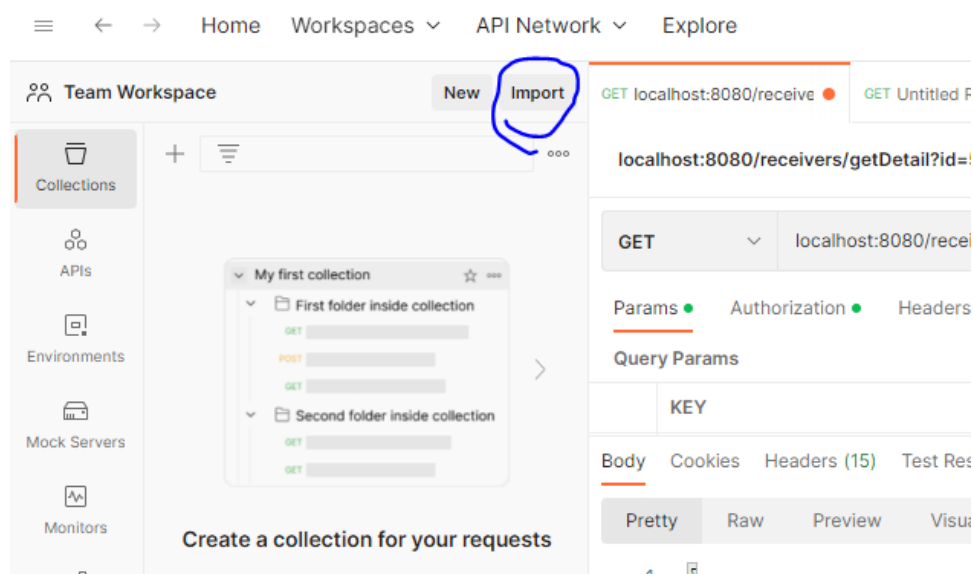 Home Workspaces API Network Explore
Team Workspace New Import
GET localhost:8080/receive GET Untitled R
Collections
localhost:8080/receivers/getDetail?id=
APIs
GET localhost:8080/recei
My first collection
First folder inside collection
GET
POST
GET
Second folder inside collection
GET
GET
Params Authorization Headers
Environments
Query Params
KEY
Mock Servers
Body Cookies Headers (15) Test Res
Monitors
Pretty Raw Preview Visua
Create a collection for your requests